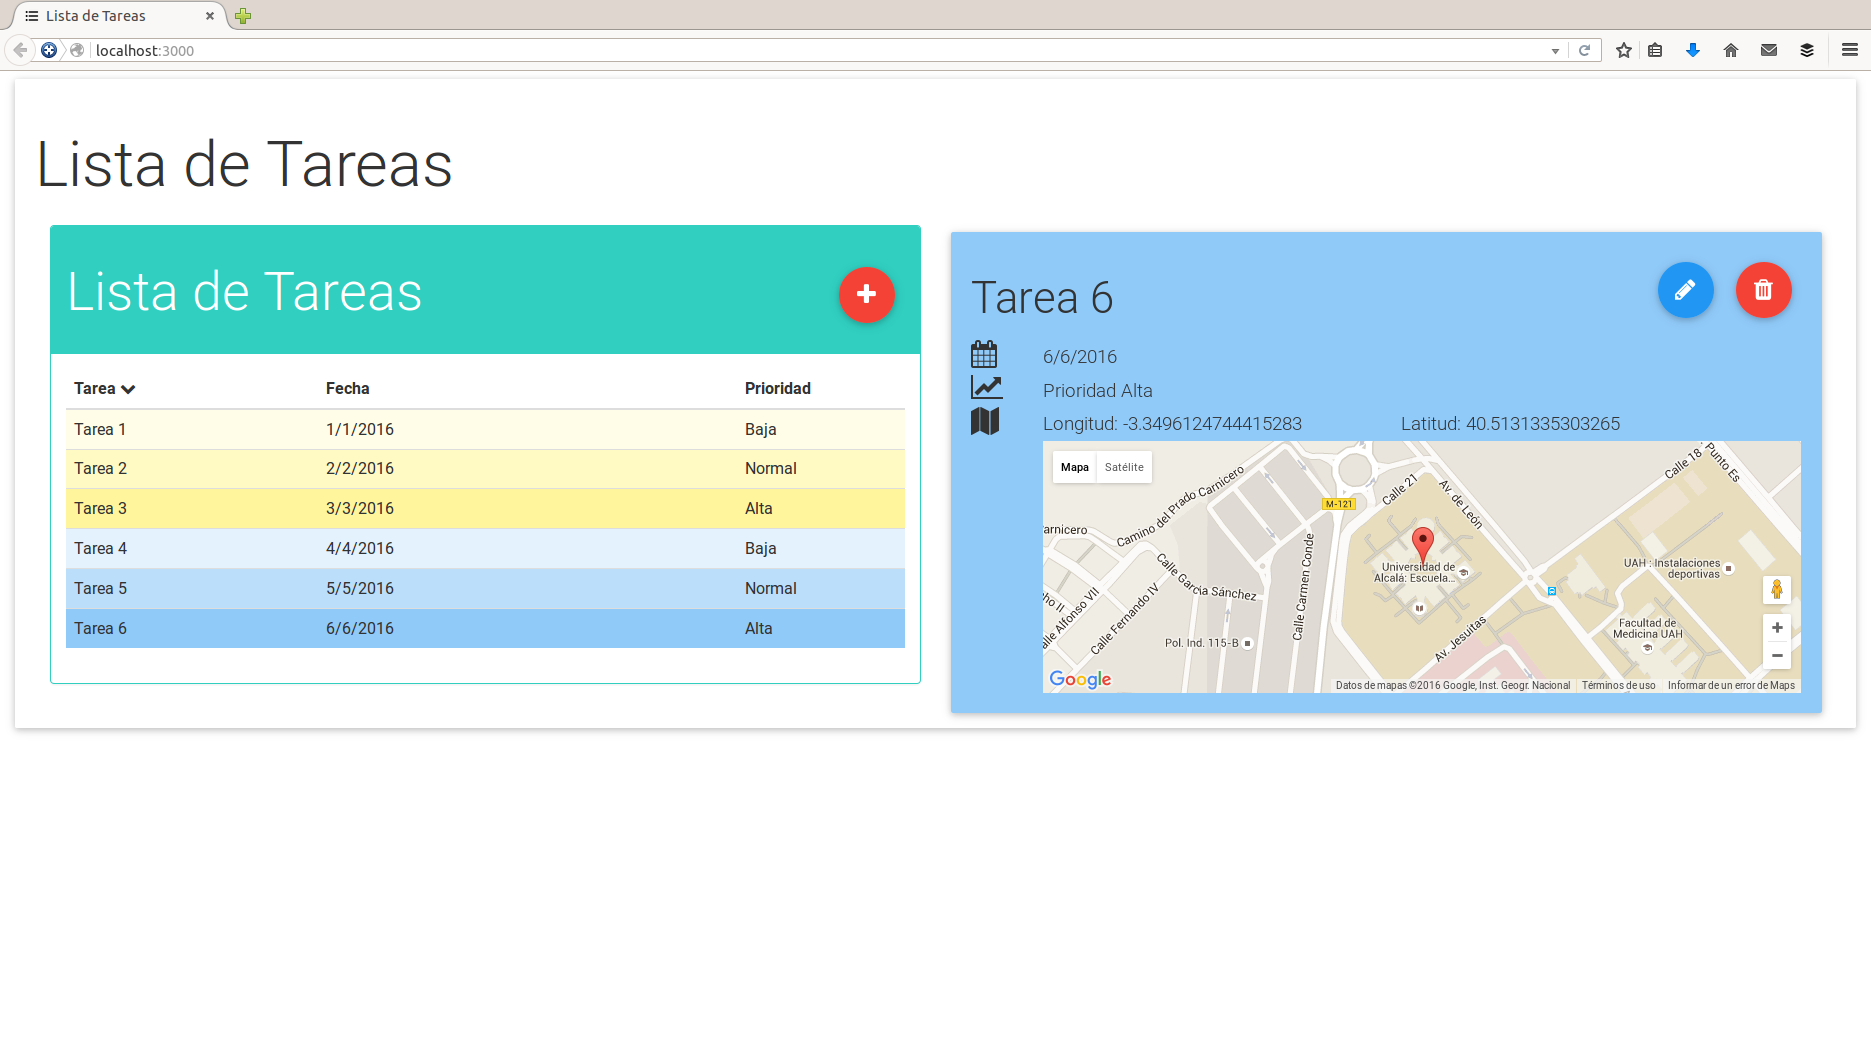 Lista de Tareas
localhost:3000
Lista de Tareas
Lista de Tareas
Tarea Fecha Prioridad
Tarea 1 1/1/2016 Baja
Tarea 2 2/2/2016 Normal
Tarea 3 3/3/2016 Alta
Tarea 4 4/4/2016 Baja
Tarea 5 5/5/2016 Normal
Tarea 6 6/6/2016 Alta
Tarea 6
6/6/2016
Prioridad Alta
Longitud: -3.3496124744415283 Latitud: 40.5131335303265
Mapa Satélite
Calle 18
Punto Es
Camino del Prado Carnicero
Calle 21
Av. de León
M-121
arnicero
Calle García Sánchez
Calle Carmen Conde
Universidad de
Alcalá: Escuela...
UAH : Instalaciones
deportivas
ho II
alle Alfonso VII
Calle Fernando IV
Pol. Ind. 115-B
Av. Jesuitas
Facultad de
Medicina UAH
Google
Datos de mapas ©2016 Google, Inst. Geogr. Nacional Términos de uso Informar de un error de Maps